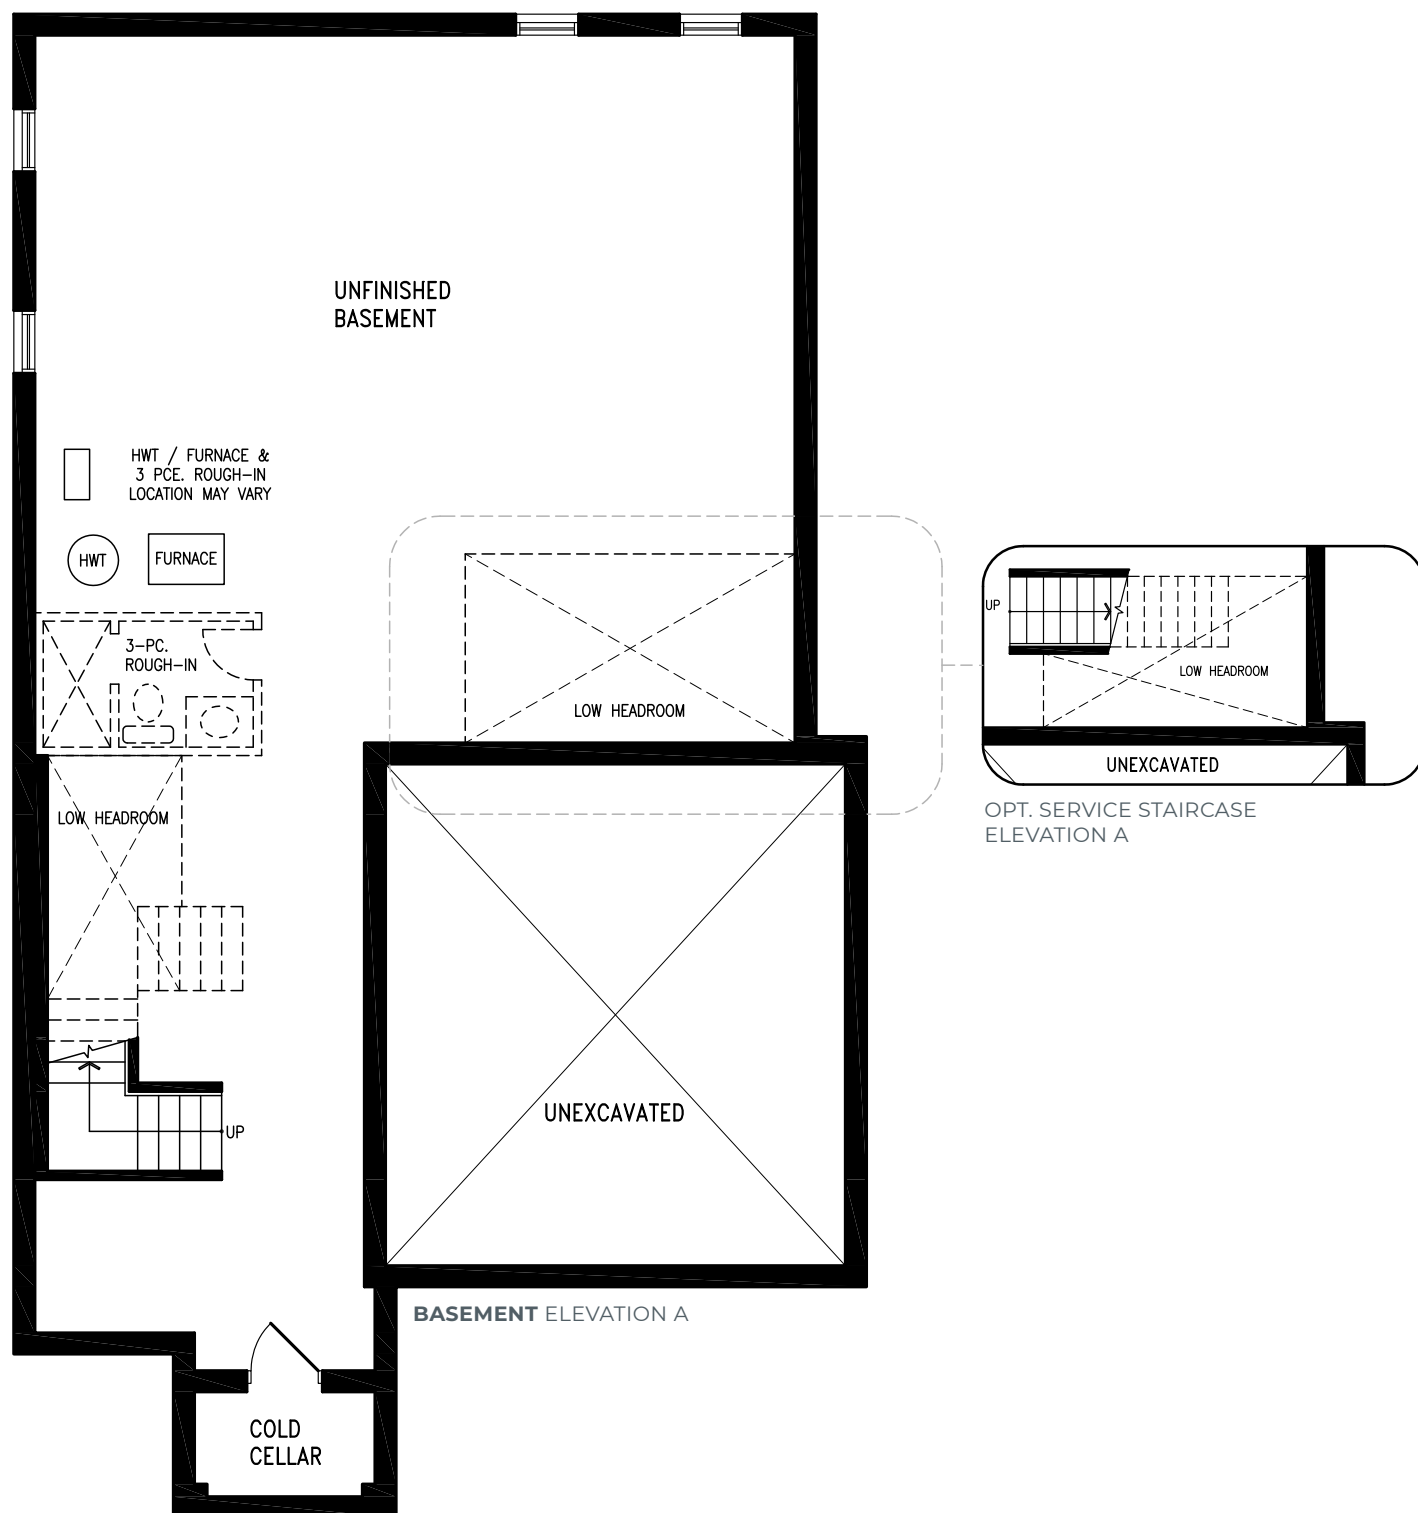 UNFINISHED
BASEMENT
HWT / FURNACE &
3 PCE. ROUGH-IN
LOCATION MAY VARY
HWT
FURNACE
3-PC.
ROUGH-IN
LOW HEADROOM
LOW HEADROOM
UP
UNEXCAVATED
BASEMENT ELEVATION A
COLD
CELLAR
UP
LOW HEADROOM
UNEXCAVATED
OPT. SERVICE STAIRCASE
ELEVATION A